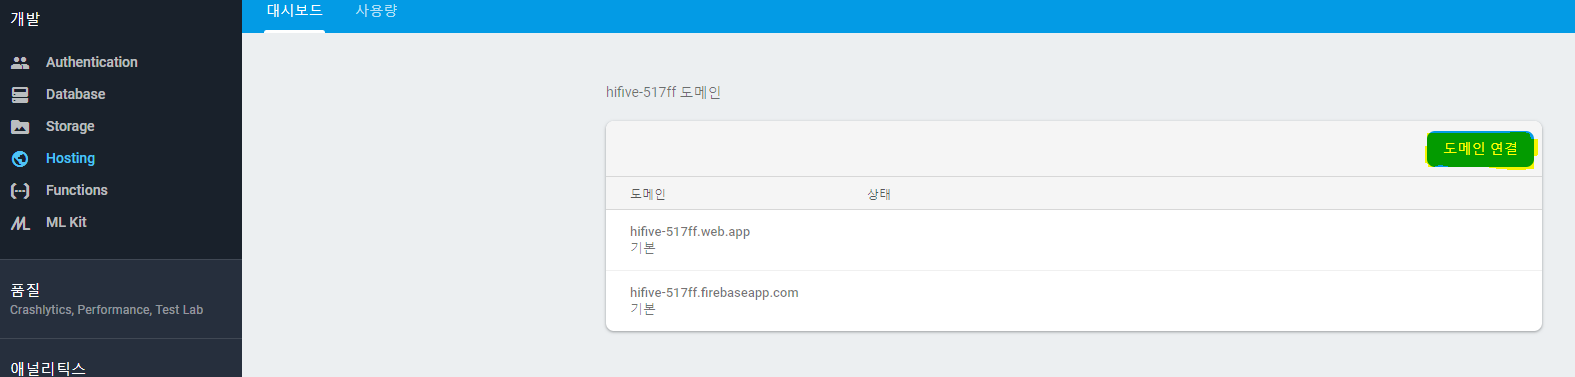 개발
Authentication
Database
Storage
Hosting
Functions
ML Kit
품질
Crashlytics, Performance, Test Lab
애널리틱스
대시보드 사용량
hifive-517ff 도메인
도메인 연결
도메인 상태
hifive-517ff.web.app
기본
hifive-517ff.firebaseapp.com
기본